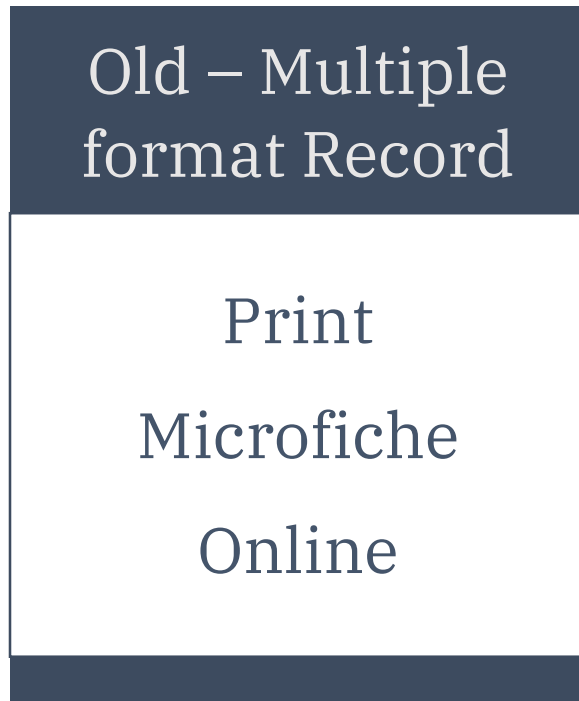 Old – Multiple
format Record
Print
Microfiche
Online